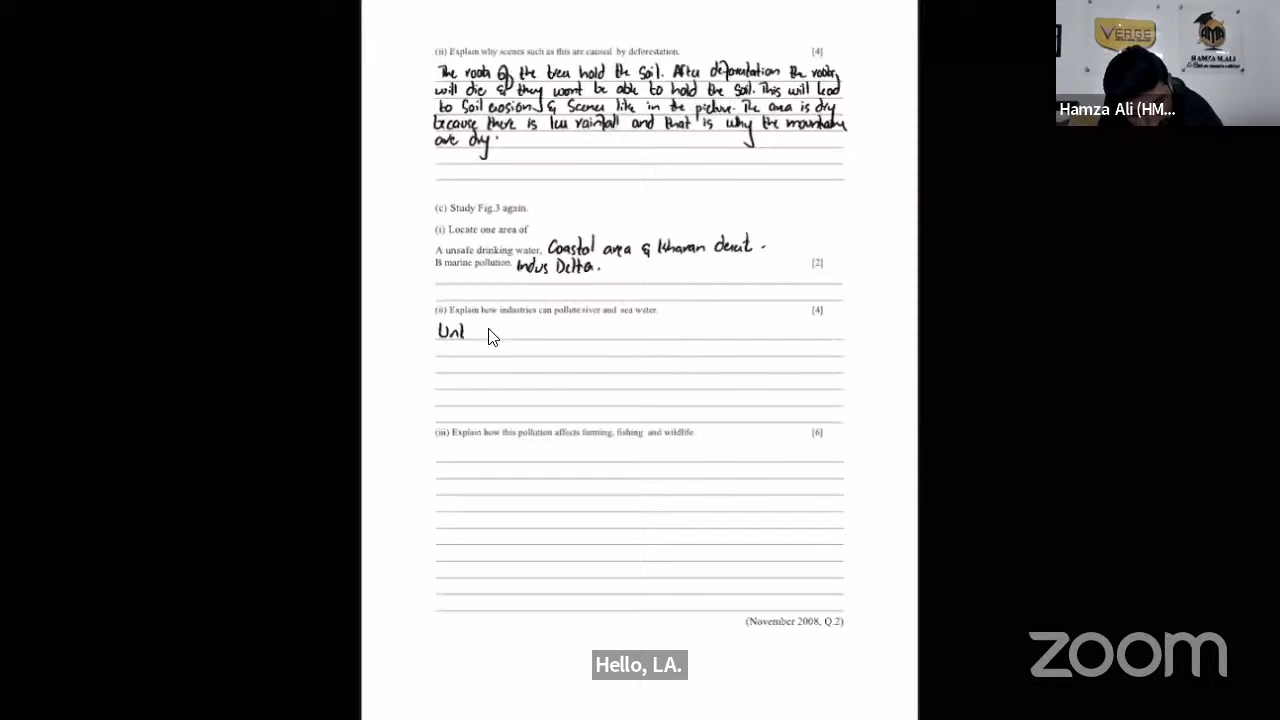 (ii) Explain why scenes such as this are caused by deforestation. [4]
The roots of the trees hold the soil. After deforestation the roots
will die & they wont be able to hold the soil. This will lead
to Soil erosion & Scenes like in the picture. The area is dry
because there is less rainfall and that is why the mountains
are dry.
(c) Study Fig.3 again.
(i) Locate one area of
A unsafe drinking water, Coastal area & Kharan desert.
B marine pollution. Indus Delta. [2]
(ii) Explain how industries can pollute river and sea water. [4]
Unt
(iii) Explain how this pollution affects farming, fishing and wildlife. [6]
(November 2008, Q.2)
Hello, LA.
VERGE
AMA
HAMZA M.ALI
Hamza Ali (HM...
zoom